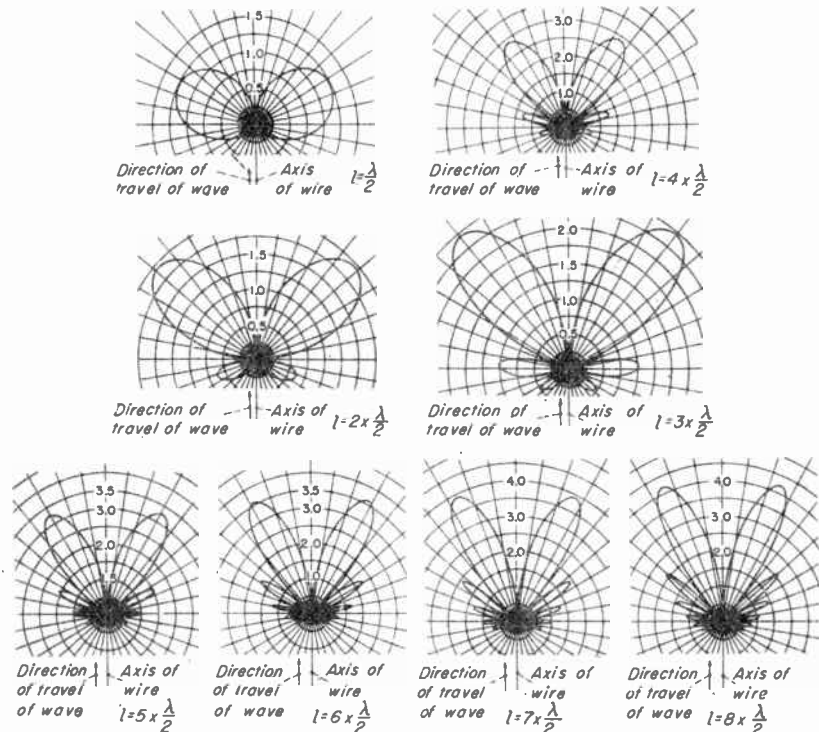 1.5
1.0
0.5
Direction of travel of wave
Axis of wire
l=λ/2
3.0
2.0
1.0
Direction of travel of wave
Axis of wire
l=4 x λ/2
1.5
1.0
0.5
Direction of travel of wave
Axis of wire
l=2 x λ/2
2.0
1.5
1.0
0.5
Direction of travel of wave
Axis of wire
l=3 x λ/2
3.5
3.0
2.0
Direction of travel of wave
Axis of wire
l=5 x λ/2
3.5
3.0
2.0
1.0
Direction of travel of wave
Axis of wire
l=6 x λ/2
4.0
3.0
2.0
Direction of travel of wave
Axis of wire
l=7 x λ/2
4.0
3.0
2.0
Direction of travel of wave
Axis of wire
l=8 x λ/2